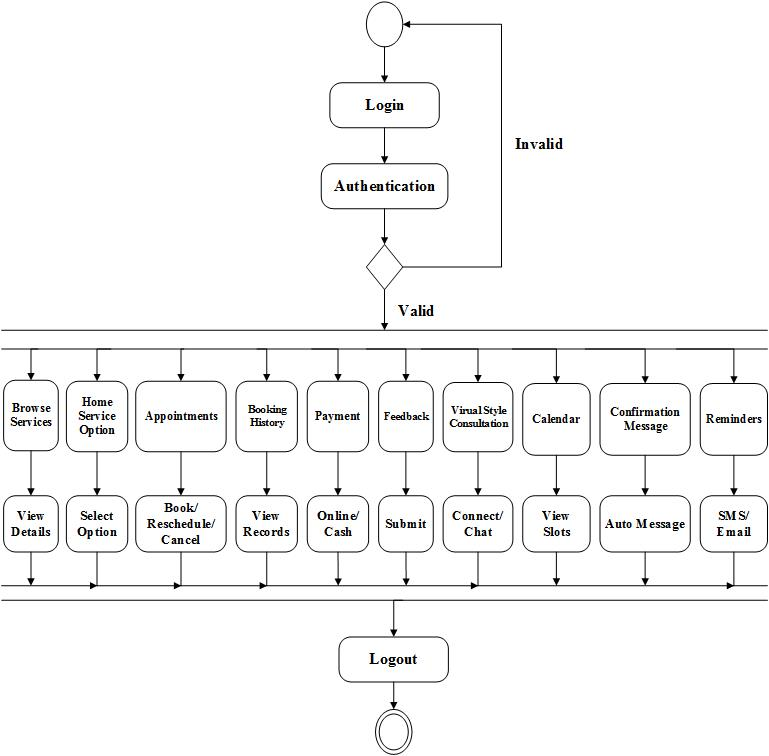 Login
Invalid
Authentication
Valid
Browse
Services
Home
Service
Option
Appointments
Booking
History
Payment
Feedback
Virual Style
Consultation
Calendar
Confirmation
Message
Reminders
View
Details
Select
Option
Book/
Reschedule/
Cancel
View
Records
Online/
Cash
Submit
Connect/
Chat
View
Slots
Auto Message
SMS/
Email
Logout